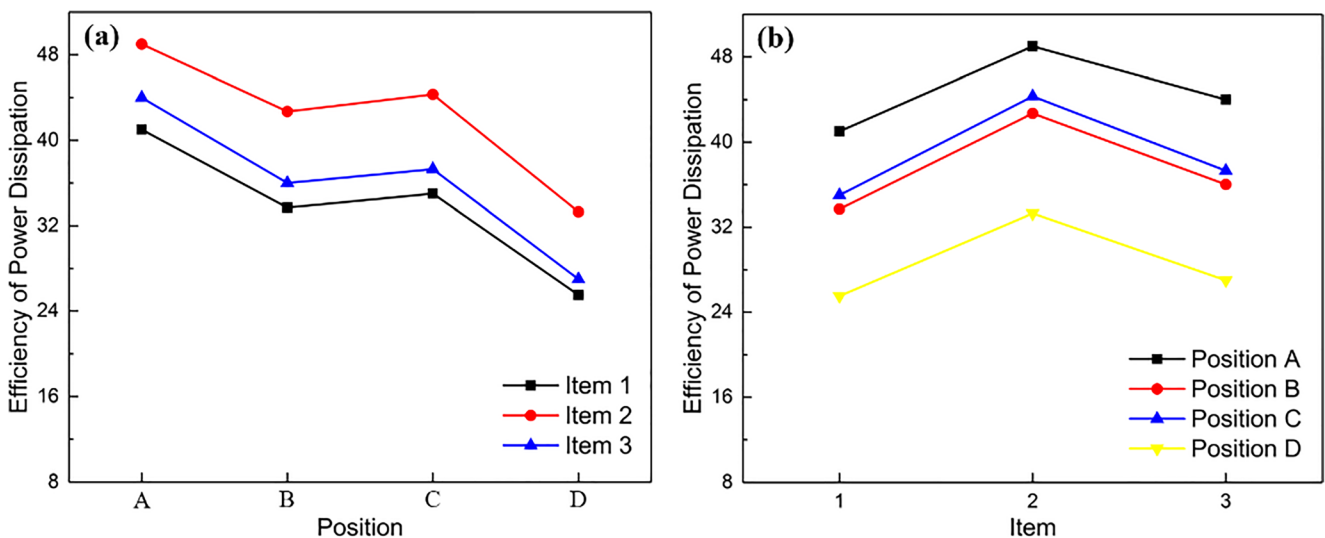 (a)
Efficiency of Power Dissipation
48
40
32
24
16
8
A B C D
Position
Item 1
Item 2
Item 3
(b)
Efficiency of Power Dissipation
48
40
32
24
16
8
1 2 3
Item
Position A
Position B
Position C
Position D